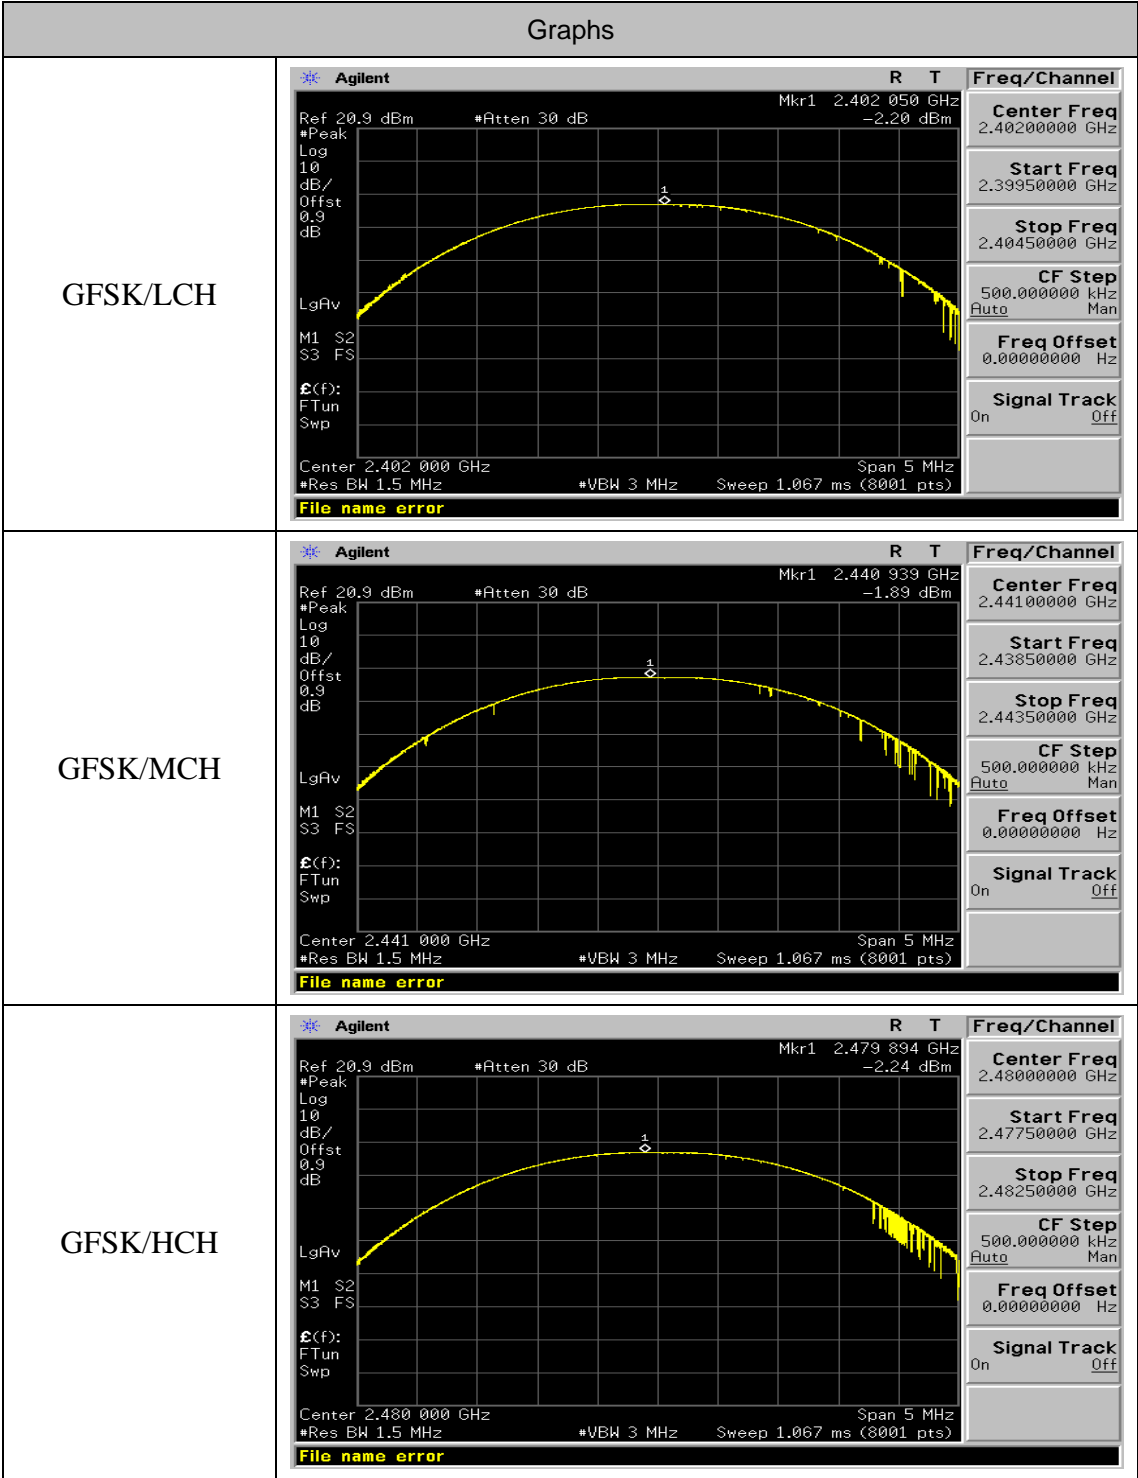 Graphs
GFSK/LCH
Agilent R T Freq/Channel
Mkr1 2.402 050 GHz
Ref 20.9 dBm #Atten 30 dB -2.20 dBm
#Peak
Log
10
dB/
Offst
0.9
dB
1
LgAv
M1 S2
S3 FS
£(f):
FTun
Swp
Center 2.402 000 GHz Span 5 MHz
#Res BW 1.5 MHz #VBW 3 MHz Sweep 1.067 ms (8001 pts)
File name error
Center Freq
2.40200000 GHz
Start Freq
2.39950000 GHz
Stop Freq
2.40450000 GHz
CF Step
500.000000 kHz
Auto Man
Freq Offset
0.00000000 Hz
Signal Track
On Off
GFSK/MCH
Agilent R T Freq/Channel
Mkr1 2.440 939 GHz
Ref 20.9 dBm #Atten 30 dB -1.89 dBm
#Peak
Log
10
dB/
Offst
0.9
dB
1
LgAv
M1 S2
S3 FS
£(f):
FTun
Swp
Center 2.441 000 GHz Span 5 MHz
#Res BW 1.5 MHz #VBW 3 MHz Sweep 1.067 ms (8001 pts)
File name error
Center Freq
2.44100000 GHz
Start Freq
2.43850000 GHz
Stop Freq
2.44350000 GHz
CF Step
500.000000 kHz
Auto Man
Freq Offset
0.00000000 Hz
Signal Track
On Off
GFSK/HCH
Agilent R T Freq/Channel
Mkr1 2.479 894 GHz
Ref 20.9 dBm #Atten 30 dB -2.24 dBm
#Peak
Log
10
dB/
Offst
0.9
dB
1
LgAv
M1 S2
S3 FS
£(f):
FTun
Swp
Center 2.480 000 GHz Span 5 MHz
#Res BW 1.5 MHz #VBW 3 MHz Sweep 1.067 ms (8001 pts)
File name error
Center Freq
2.48000000 GHz
Start Freq
2.47750000 GHz
Stop Freq
2.48250000 GHz
CF Step
500.000000 kHz
Auto Man
Freq Offset
0.00000000 Hz
Signal Track
On Off